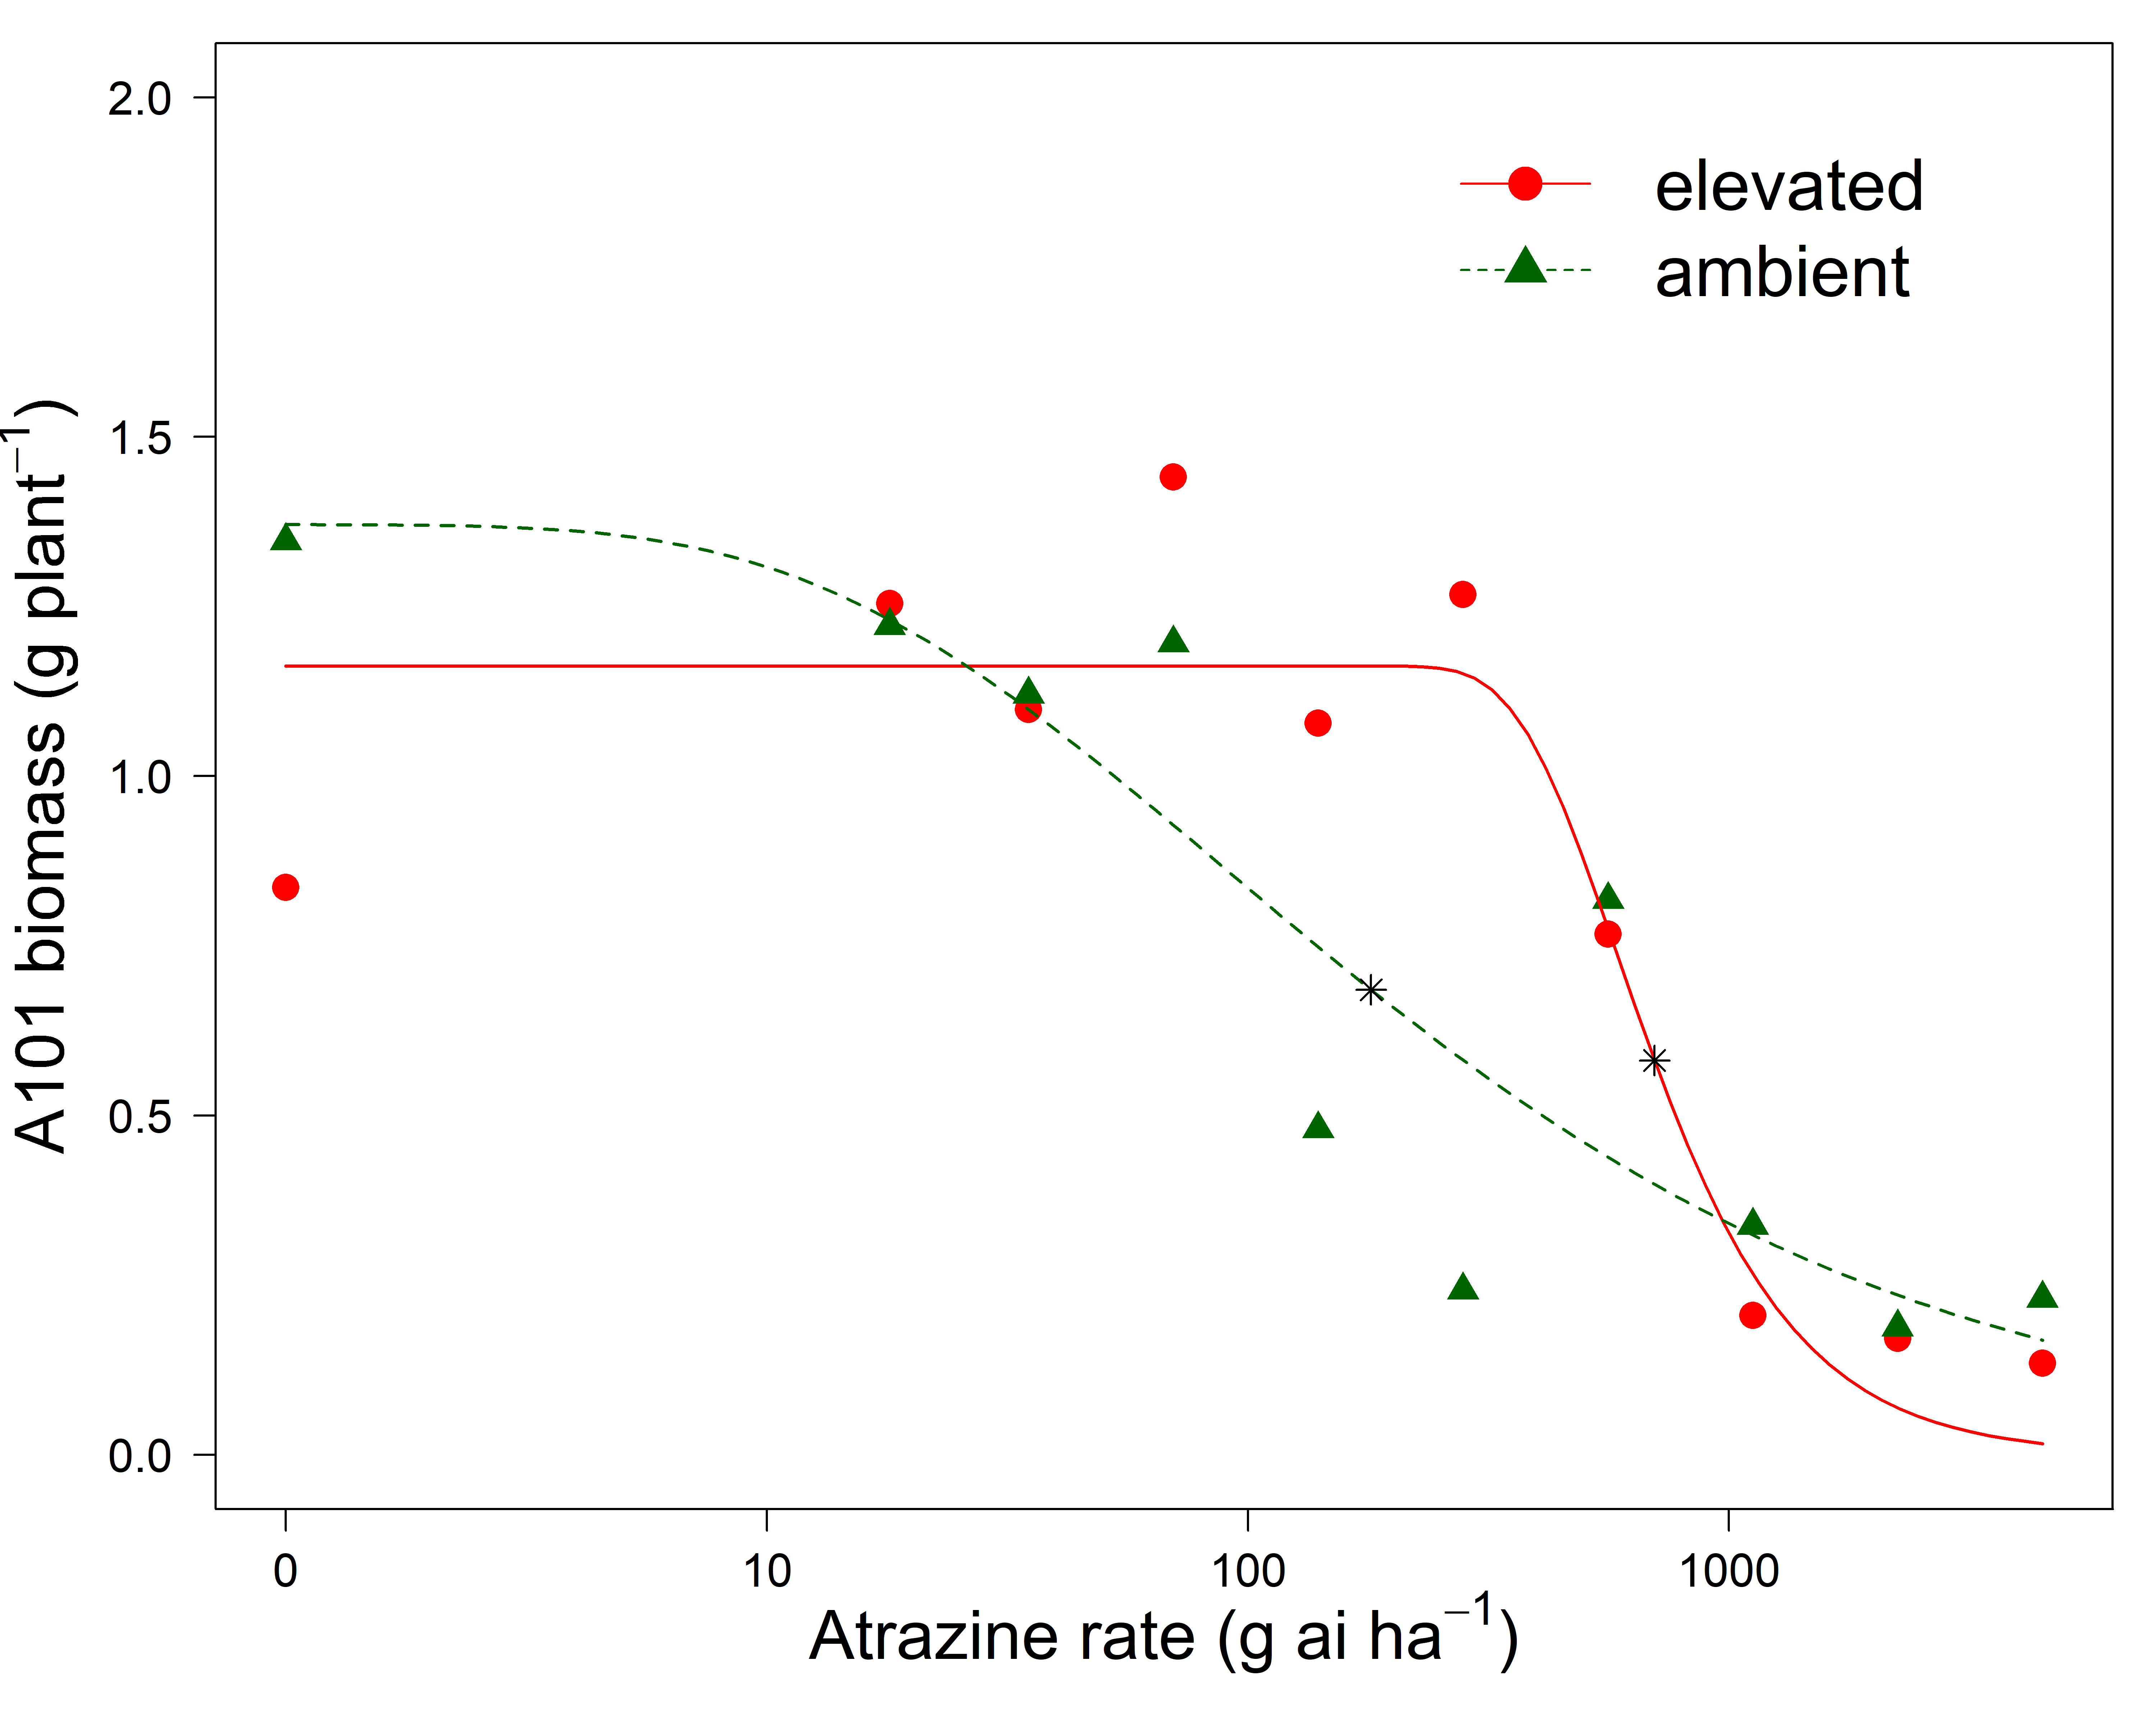 2.0
1.5
1.0
0.5
0.0
A101 biomass (g plant⁻¹)
elevated
ambient
0 10 100 1000
Atrazine rate (g ai ha⁻¹)